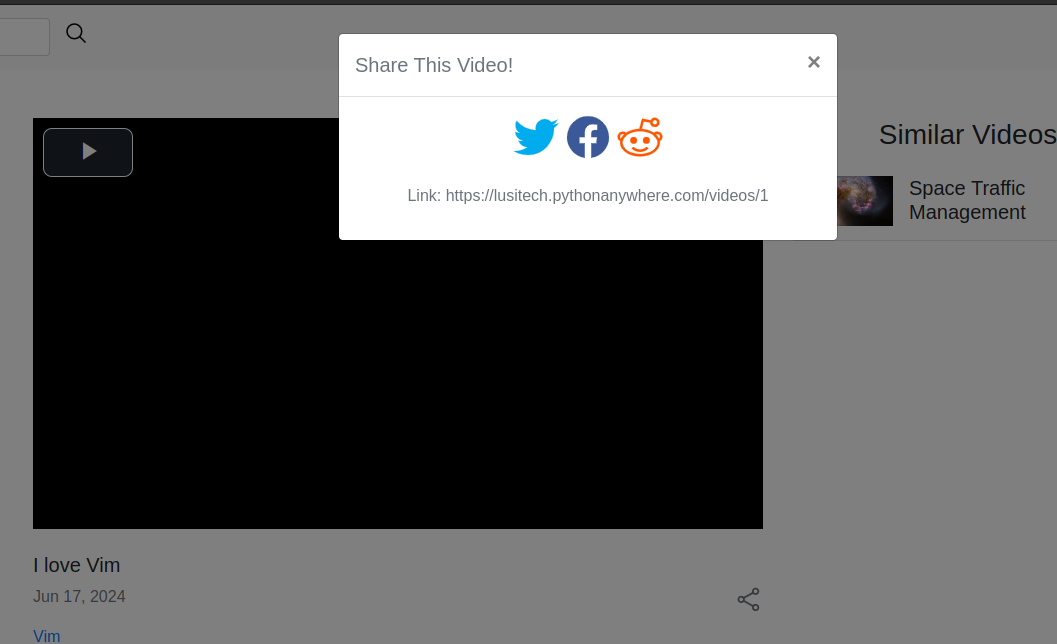 Share This Video!
×
Link: https://lusitech.pythonanywhere.com/videos/1
Similar Videos
Space Traffic
Management
I love Vim
Jun 17, 2024
Vim